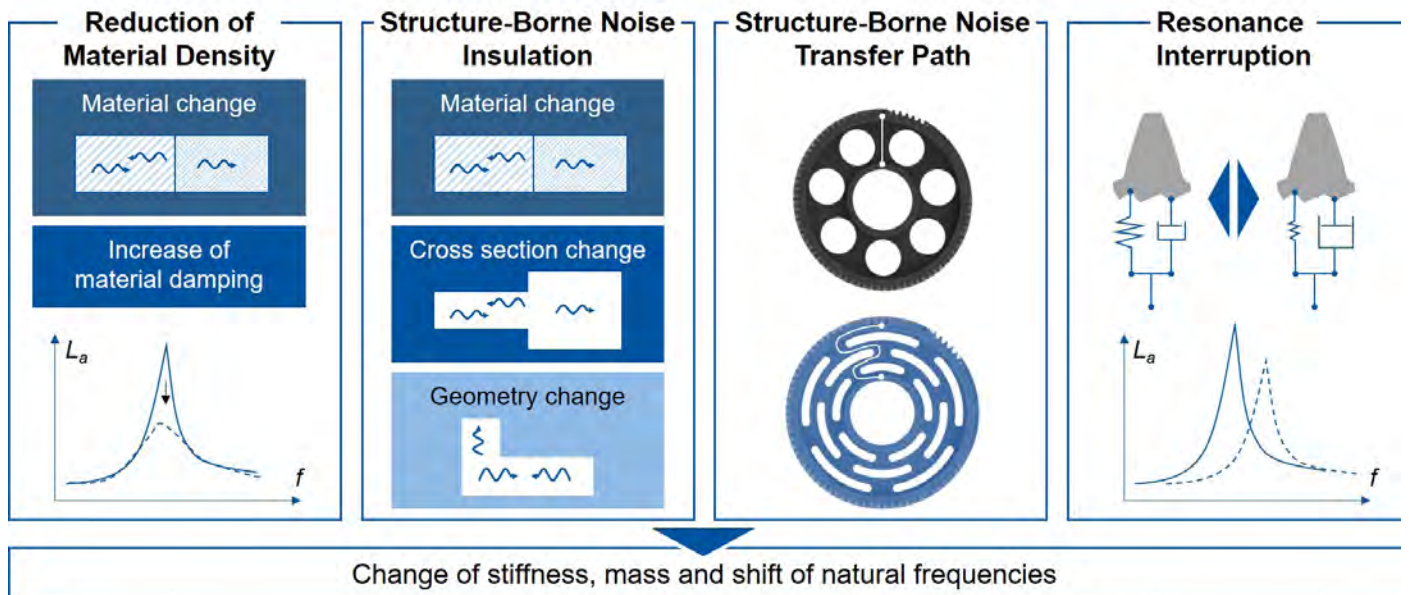 Reduction of
Material Density
Material change
Increase of
material damping
Lₐ
f
Structure-Borne Noise
Insulation
Material change
Cross section change
Geometry change
Structure-Borne Noise
Transfer Path
Resonance
Interruption
Lₐ
f
Change of stiffness, mass and shift of natural frequencies